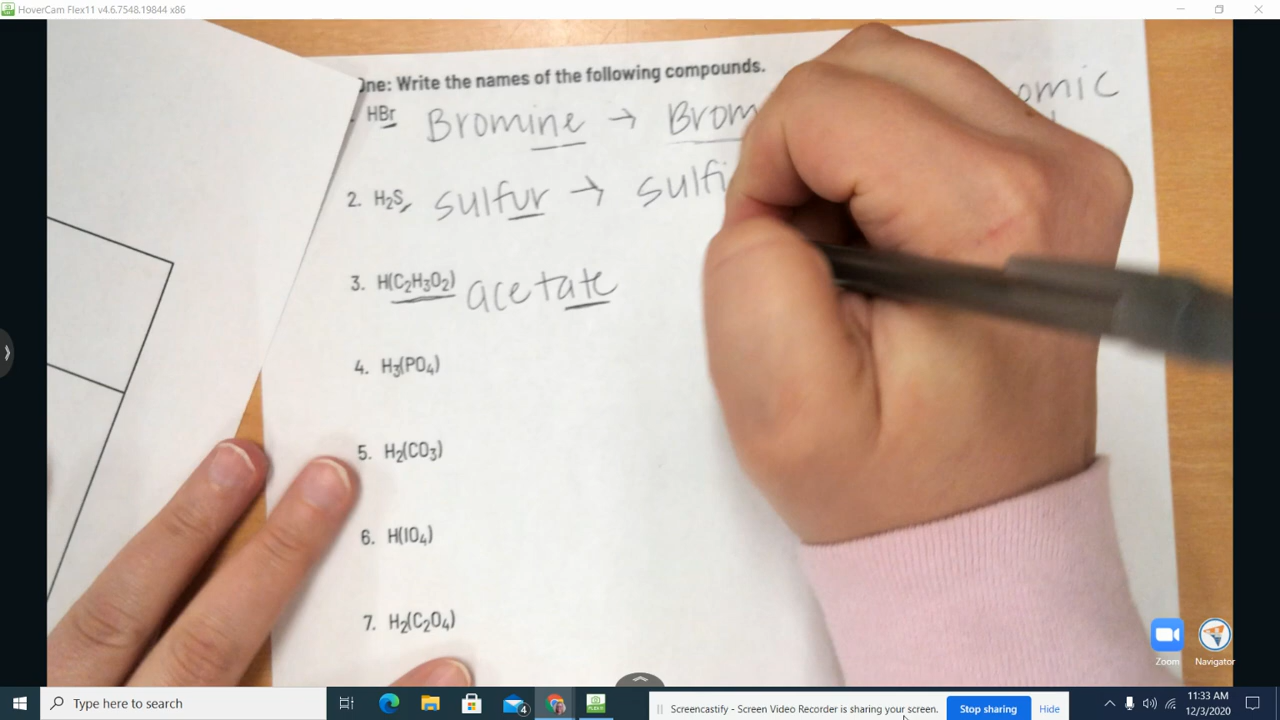 HoverCam Flex11 v4.6.7548.19844 x86
One: Write the names of the following compounds.
HBr Bromine → Brom omic
2. H2S, sulfur → sulfi
3. H(C2H3O2) acetate
4. H3(PO4)
5. H2(CO3)
6. H(IO4)
7. H2(C2O4)
Zoom Navigator
Type here to search 4 FLEX11 Screencastify - Screen Video Recorder is sharing your screen. Stop sharing Hide 11:33 AM
12/3/2020